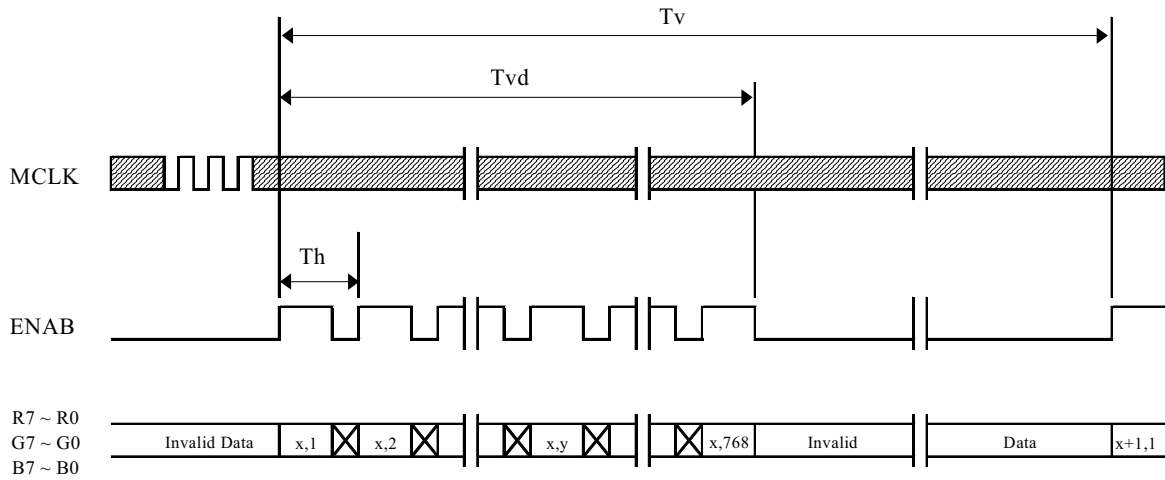 Tv
Tvd
MCLK
Th
ENAB
R7 ~ R0
G7 ~ G0
B7 ~ B0
Invalid Data x,1 x,2 x,y x,768 Invalid Data x+1,1